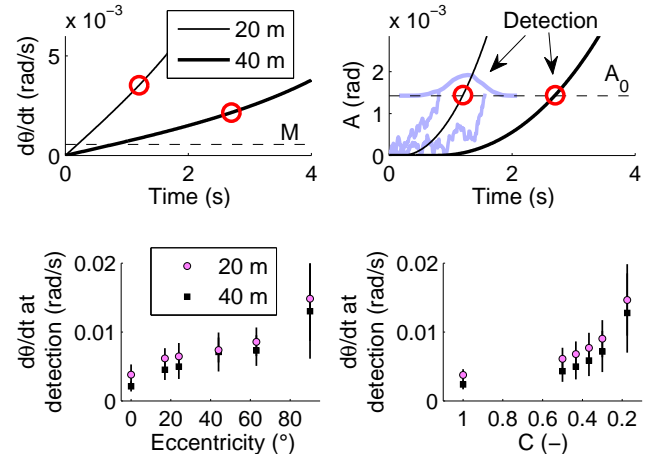 x 10⁻³
dθ/dt (rad/s)
5
0
0
2
4
Time (s)
20 m
40 m
M
x 10⁻³
A (rad)
2
1
0
0
2
4
Time (s)
Detection
A₀
dθ/dt at
detection (rad/s)
0.02
0.01
0
0
20
40
60
80
Eccentricity (°)
20 m
40 m
dθ/dt at
detection (rad/s)
0.02
0.01
0
1
0.8
0.6
0.4
0.2
C (−)